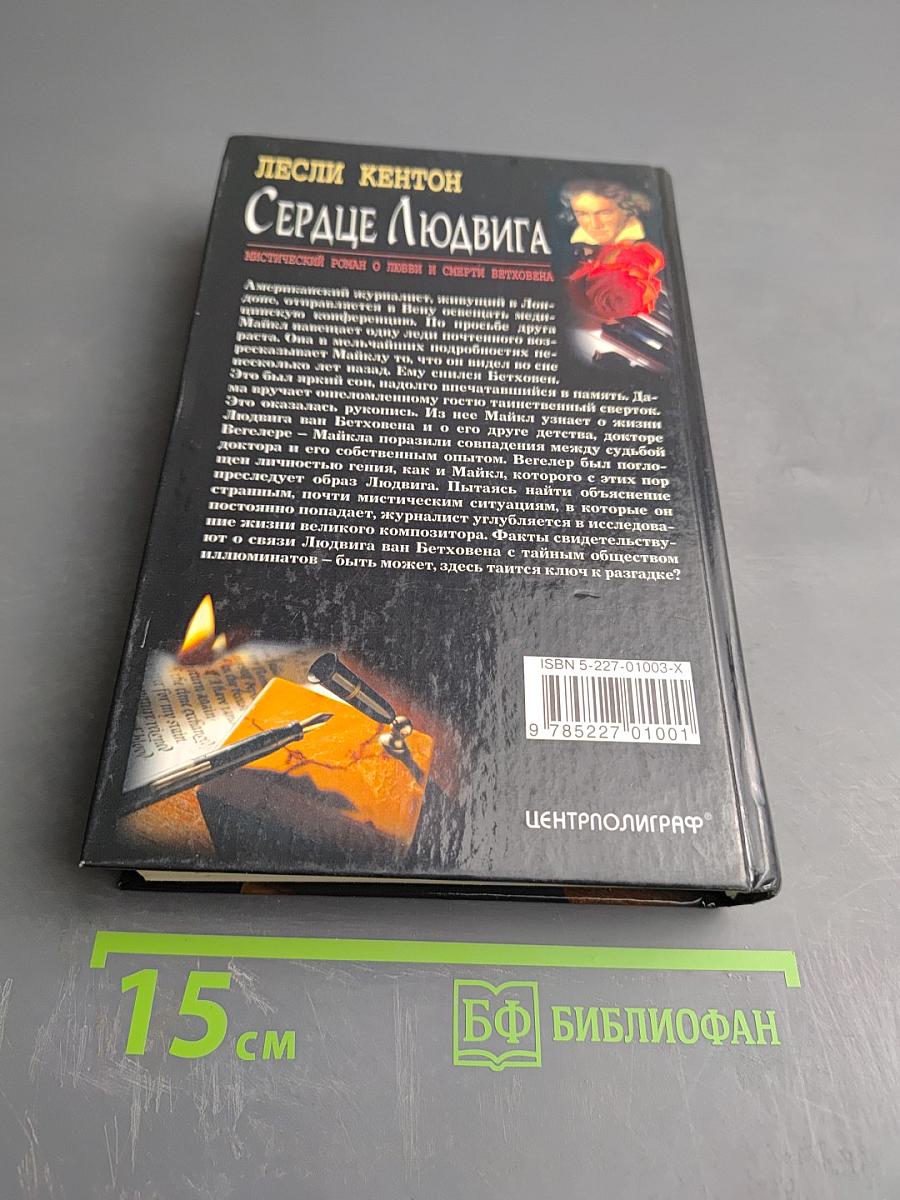 ЛЕСЛИ КЕНТОН
СЕРДЦЕ ЛЮДВИГА
МИСТИЧЕСКИЙ РОМАН О ЛЮБВИ И СМЕРТИ БЕТХОВЕНА
Американский журналист, живущий в Лон-
доне, отправляется в Вену освещать меди-
цинскую конференцию. По просьбе друга
Майкл навещает одну леди почтенного воз-
раста. Она в мельчайших подробностях пе-
ресказывает Майклу то, что он видел во сне
несколько лет назад. Ему снился Бетховен.
Это был яркий сон, надолго впечатавшийся в память. Да-
ма вручает ошеломленному гостю таинственный сверток.
Это оказалась рукопись. Из нее Майкл узнает о жизни
Людвига ван Бетховена и о его друге детства, докторе
Вегелере – Майкла поразили совпадения между судьбой
доктора и его собственным опытом. Вегелер был погло-
щен личностью гения, как и Майкл, которого с этих пор
преследует образ Людвига. Пытаясь найти объяснение
странным, почти мистическим ситуациям, в которые он
постоянно попадает, журналист углубляется в исследова-
ние жизни великого композитора. Факты свидетельству-
ют о связи Людвига ван Бетховена с тайным обществом
иллюминатов – быть может, здесь таится ключ к разгадке?
ISBN 5-227-01003-X
9 785227 01001
ЦЕНТРПОЛИГРАФ®
15 см
БФ БИБЛИОФАН